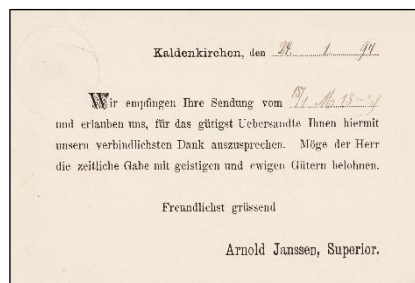 Kaldenkirchen, den 24. 1. 94
Wir empfingen Ihre Sendung vom
und erlauben uns, für das gütigst Uebersandte Ihnen hiermit
unsern verbindlichsten Dank auszusprechen. Möge der Herr
die zeitliche Gabe mit geistigen und ewigen Gütern belohnen.
Freundlichst grüssend
Arnold Janssen, Superior.